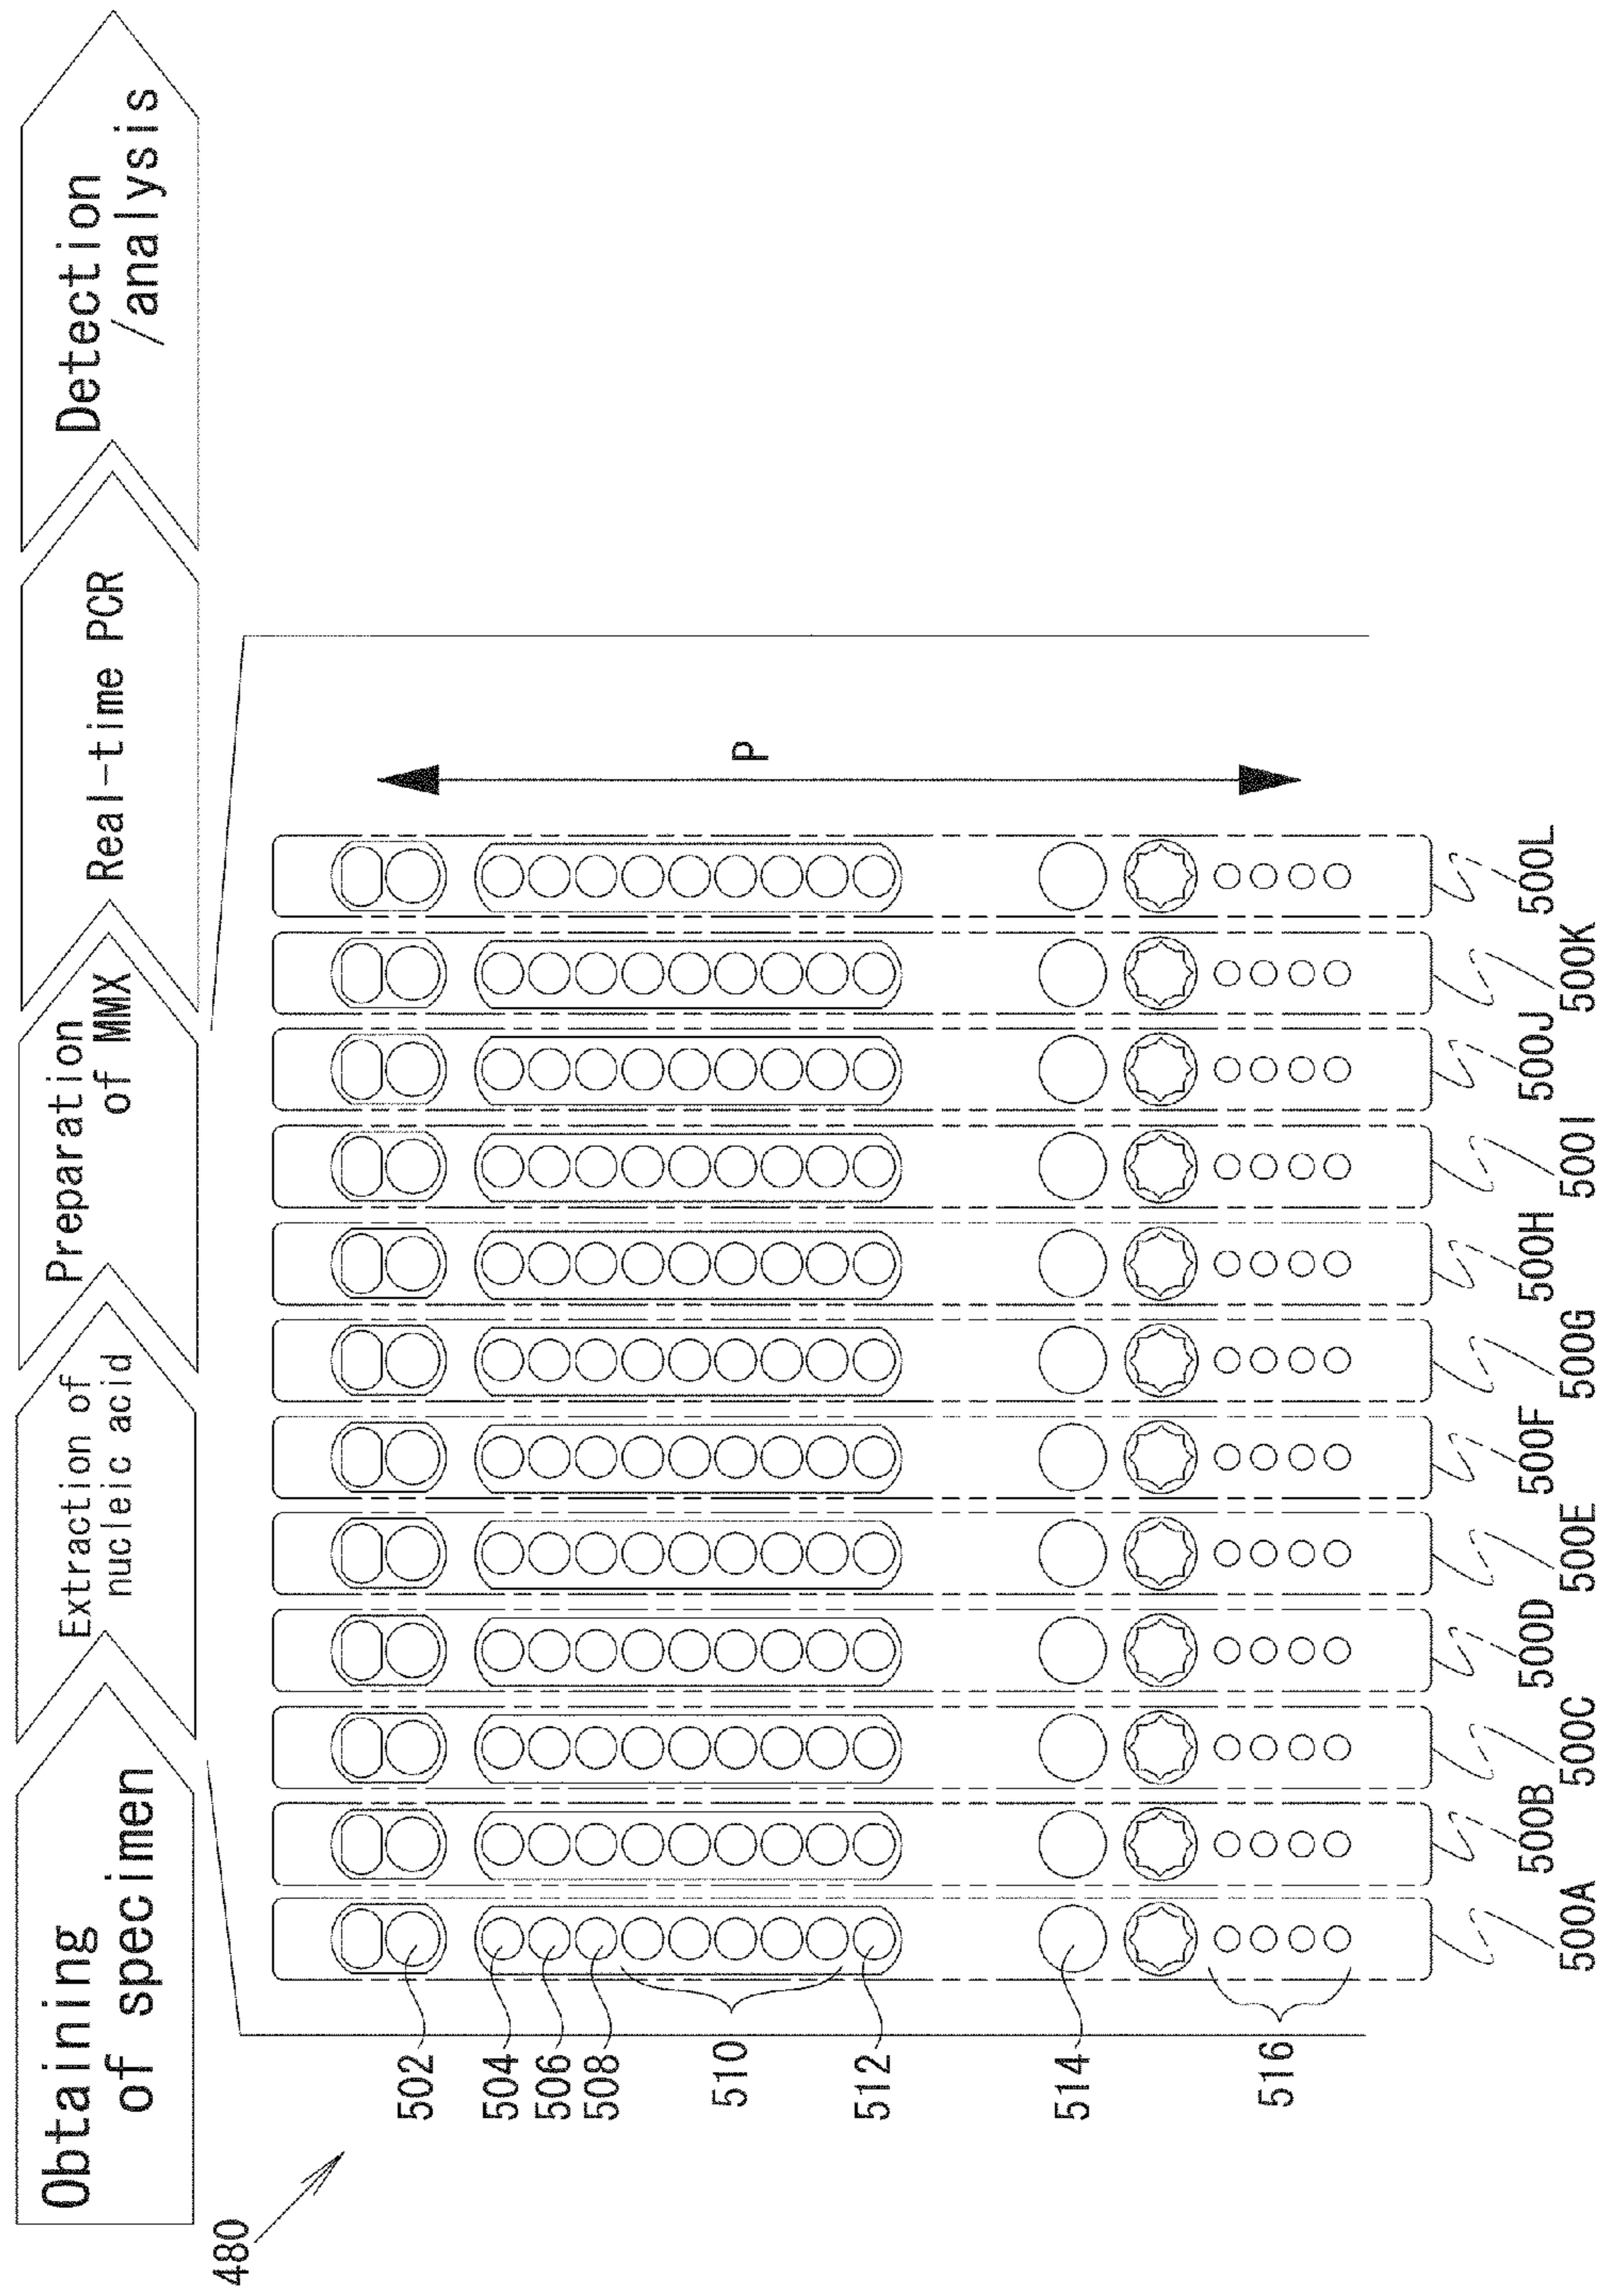 Obtaining
of specimen
Extraction of
nucleic acid
Preparation
of MMX
Real-time PCR
Detection
/analysis
480
502
504
506
508
510
512
514
516
P
500A
500B
500C
500D
500E
500F
500G
500H
500I
500J
500K
500L